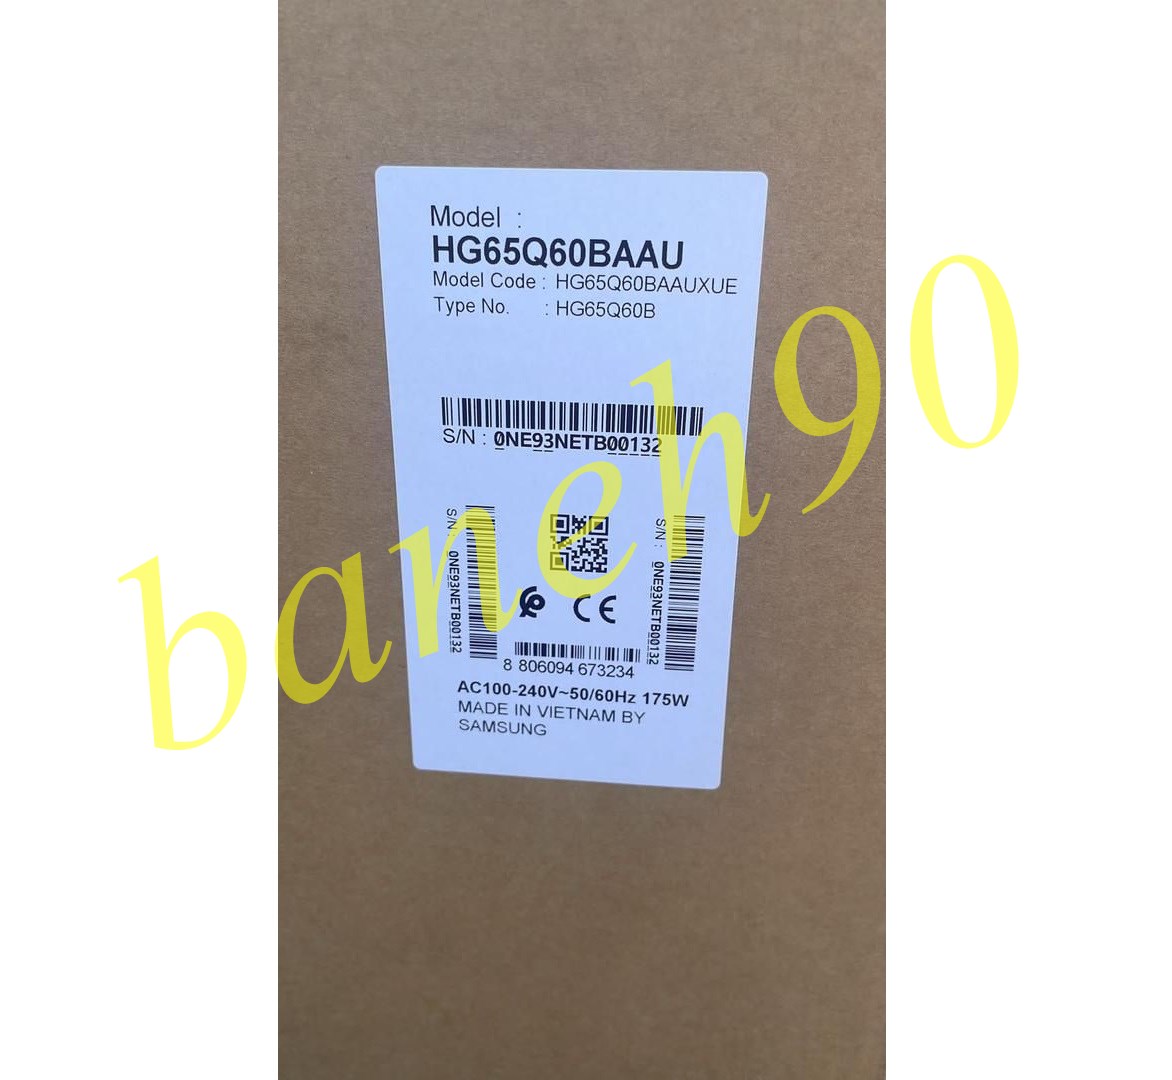 Model :
HG65Q60BAAU
Model Code : HG65Q60BAAUXUE
Type No. : HG65Q60B
S/N : 0NE93NETB00132
S/N : 0NE93NETB00132
S/N : 0NE93NETB00132
CE
8 806094 673234
AC100-240V~50/60Hz 175W
MADE IN VIETNAM BY
SAMSUNG
baneh90